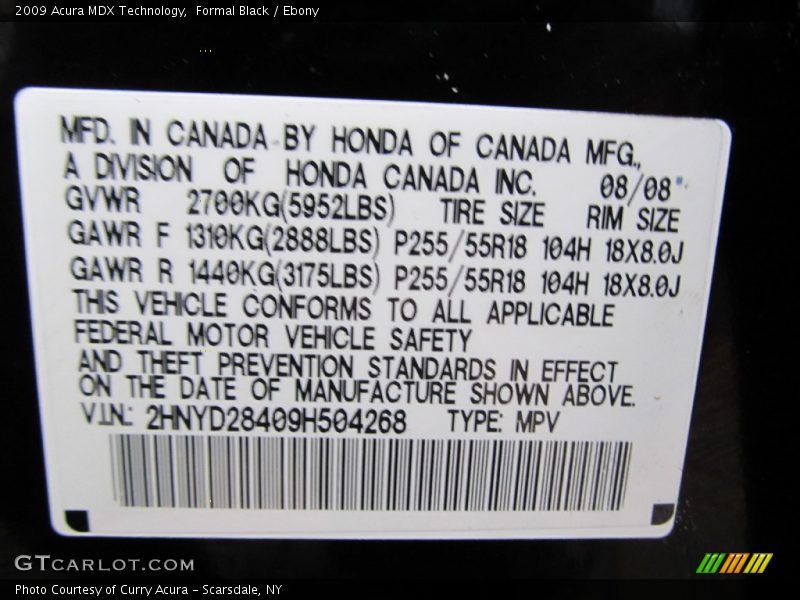 2009 Acura MDX Technology,  Formal Black / Ebony
MFD. IN CANADA BY HONDA OF CANADA MFG.,
A DIVISION OF HONDA CANADA INC. 08/08
GVWR 2700KG(5952LBS) TIRE SIZE RIM SIZE
GAWR F 1310KG(2888LBS) P255/55R18 104H 18X8.0J
GAWR R 1440KG(3175LBS) P255/55R18 104H 18X8.0J
THIS VEHICLE CONFORMS TO ALL APPLICABLE
FEDERAL MOTOR VEHICLE SAFETY
AND THEFT PREVENTION STANDARDS IN EFFECT
ON THE DATE OF MANUFACTURE SHOWN ABOVE.
V.I.N.: 2HNYD28409H504268 TYPE: MPV
GTCARLOT.COM
Photo Courtesy of Curry Acura - Scarsdale, NY